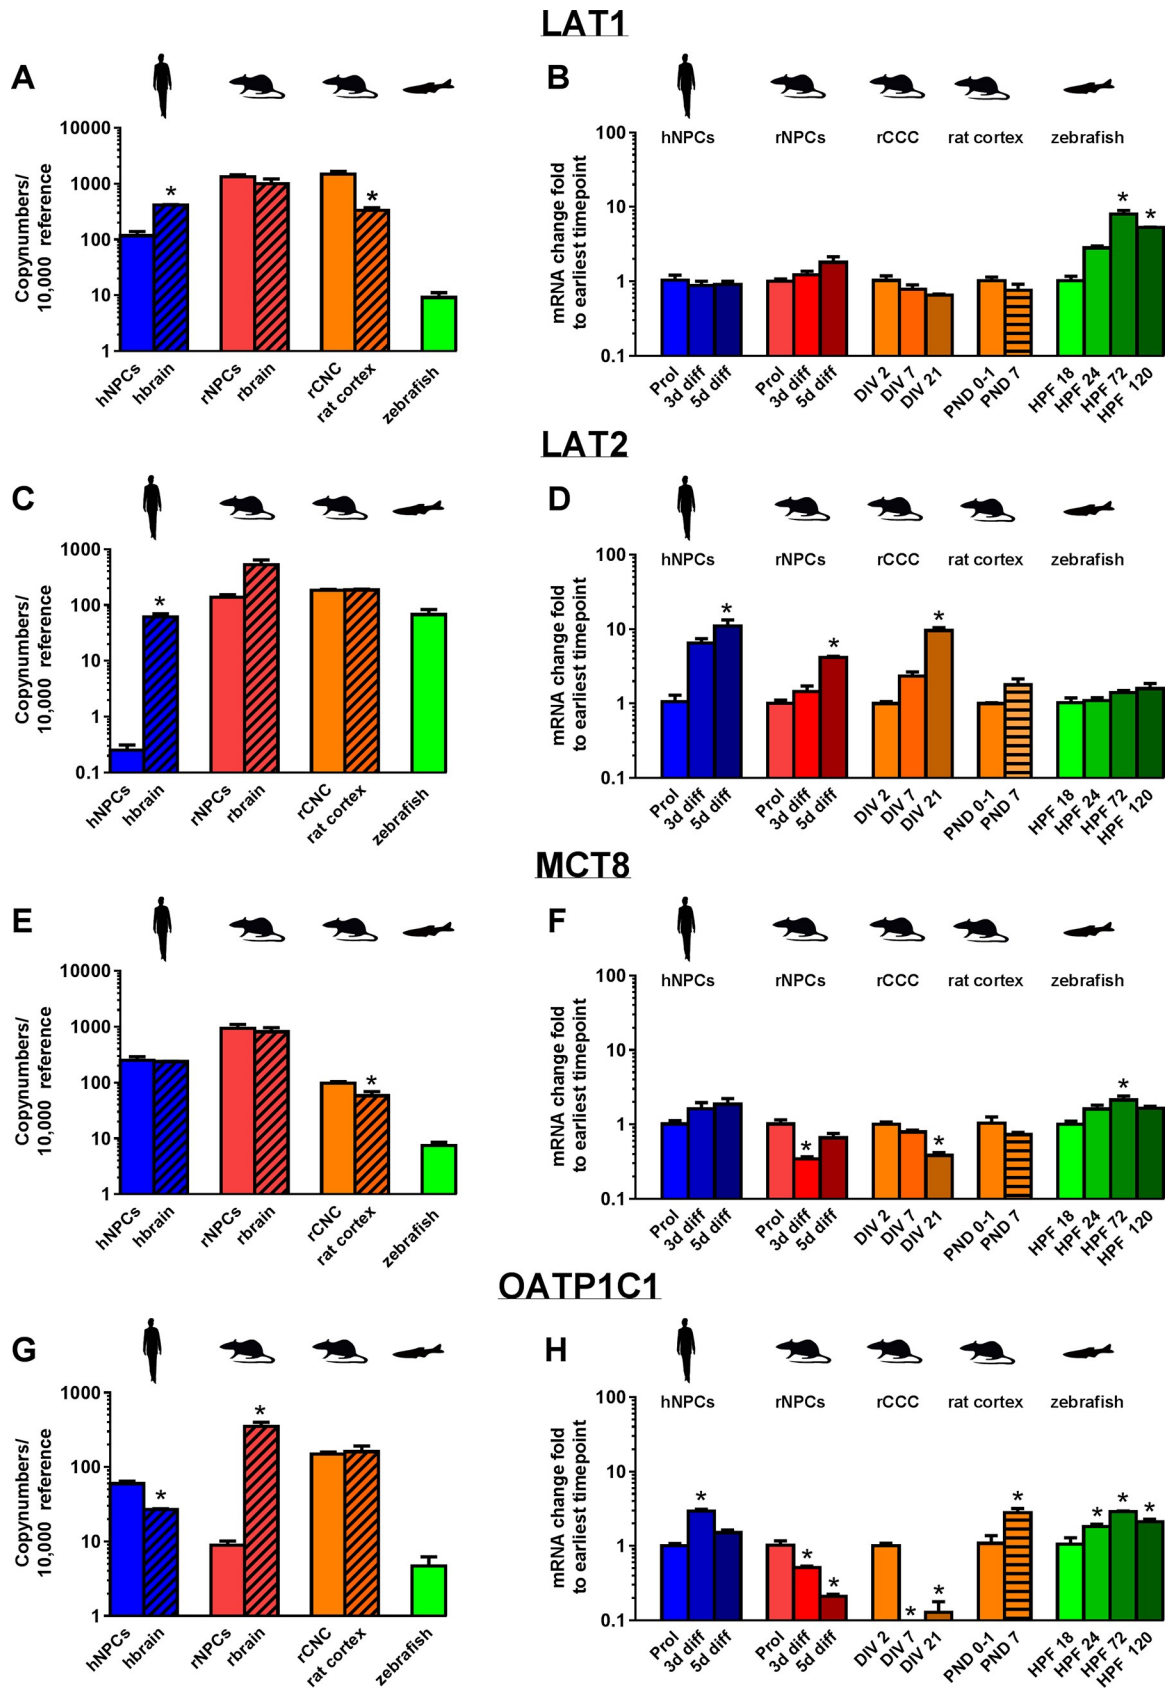 LAT1
A
Copynumbers/
10,000 reference
10000
1000
100
10
1
hNPCs
hbrain
rNPCs
rbrain
rCNC
rat cortex
zebrafish
B
hNPCs rNPCs rCCC rat cortex zebrafish
mRNA change fold
to earliest timepoint
100
10
1
0.1
Prol
3d diff
5d diff
Prol
3d diff
5d diff
DIV 2
DIV 7
DIV 21
PND 0-1
PND 7
HPF 18
HPF 24
HPF 72
HPF 120
* * * *
LAT2
C
Copynumbers/
10,000 reference
1000
100
10
1
0.1
hNPCs
hbrain
rNPCs
rbrain
rCNC
rat cortex
zebrafish
D
hNPCs rNPCs rCCC rat cortex zebrafish
mRNA change fold
to earliest timepoint
100
10
1
0.1
Prol
3d diff
5d diff
Prol
3d diff
5d diff
DIV 2
DIV 7
DIV 21
PND 0-1
PND 7
HPF 18
HPF 24
HPF 72
HPF 120
* * * *
MCT8
E
Copynumbers/
10,000 reference
10000
1000
100
10
1
hNPCs
hbrain
rNPCs
rbrain
rCNC
rat cortex
zebrafish
F
hNPCs rNPCs rCCC rat cortex zebrafish
mRNA change fold
to earliest timepoint
100
10
1
0.1
Prol
3d diff
5d diff
Prol
3d diff
5d diff
DIV 2
DIV 7
DIV 21
PND 0-1
PND 7
HPF 18
HPF 24
HPF 72
HPF 120
* * * *
OATP1C1
G
Copynumbers/
10,000 reference
1000
100
10
1
hNPCs
hbrain
rNPCs
rbrain
rCNC
rat cortex
zebrafish
H
hNPCs rNPCs rCCC rat cortex zebrafish
mRNA change fold
to earliest timepoint
100
10
1
0.1
Prol
3d diff
5d diff
Prol
3d diff
5d diff
DIV 2
DIV 7
DIV 21
PND 0-1
PND 7
HPF 18
HPF 24
HPF 72
HPF 120
* * * * * * * * * * *